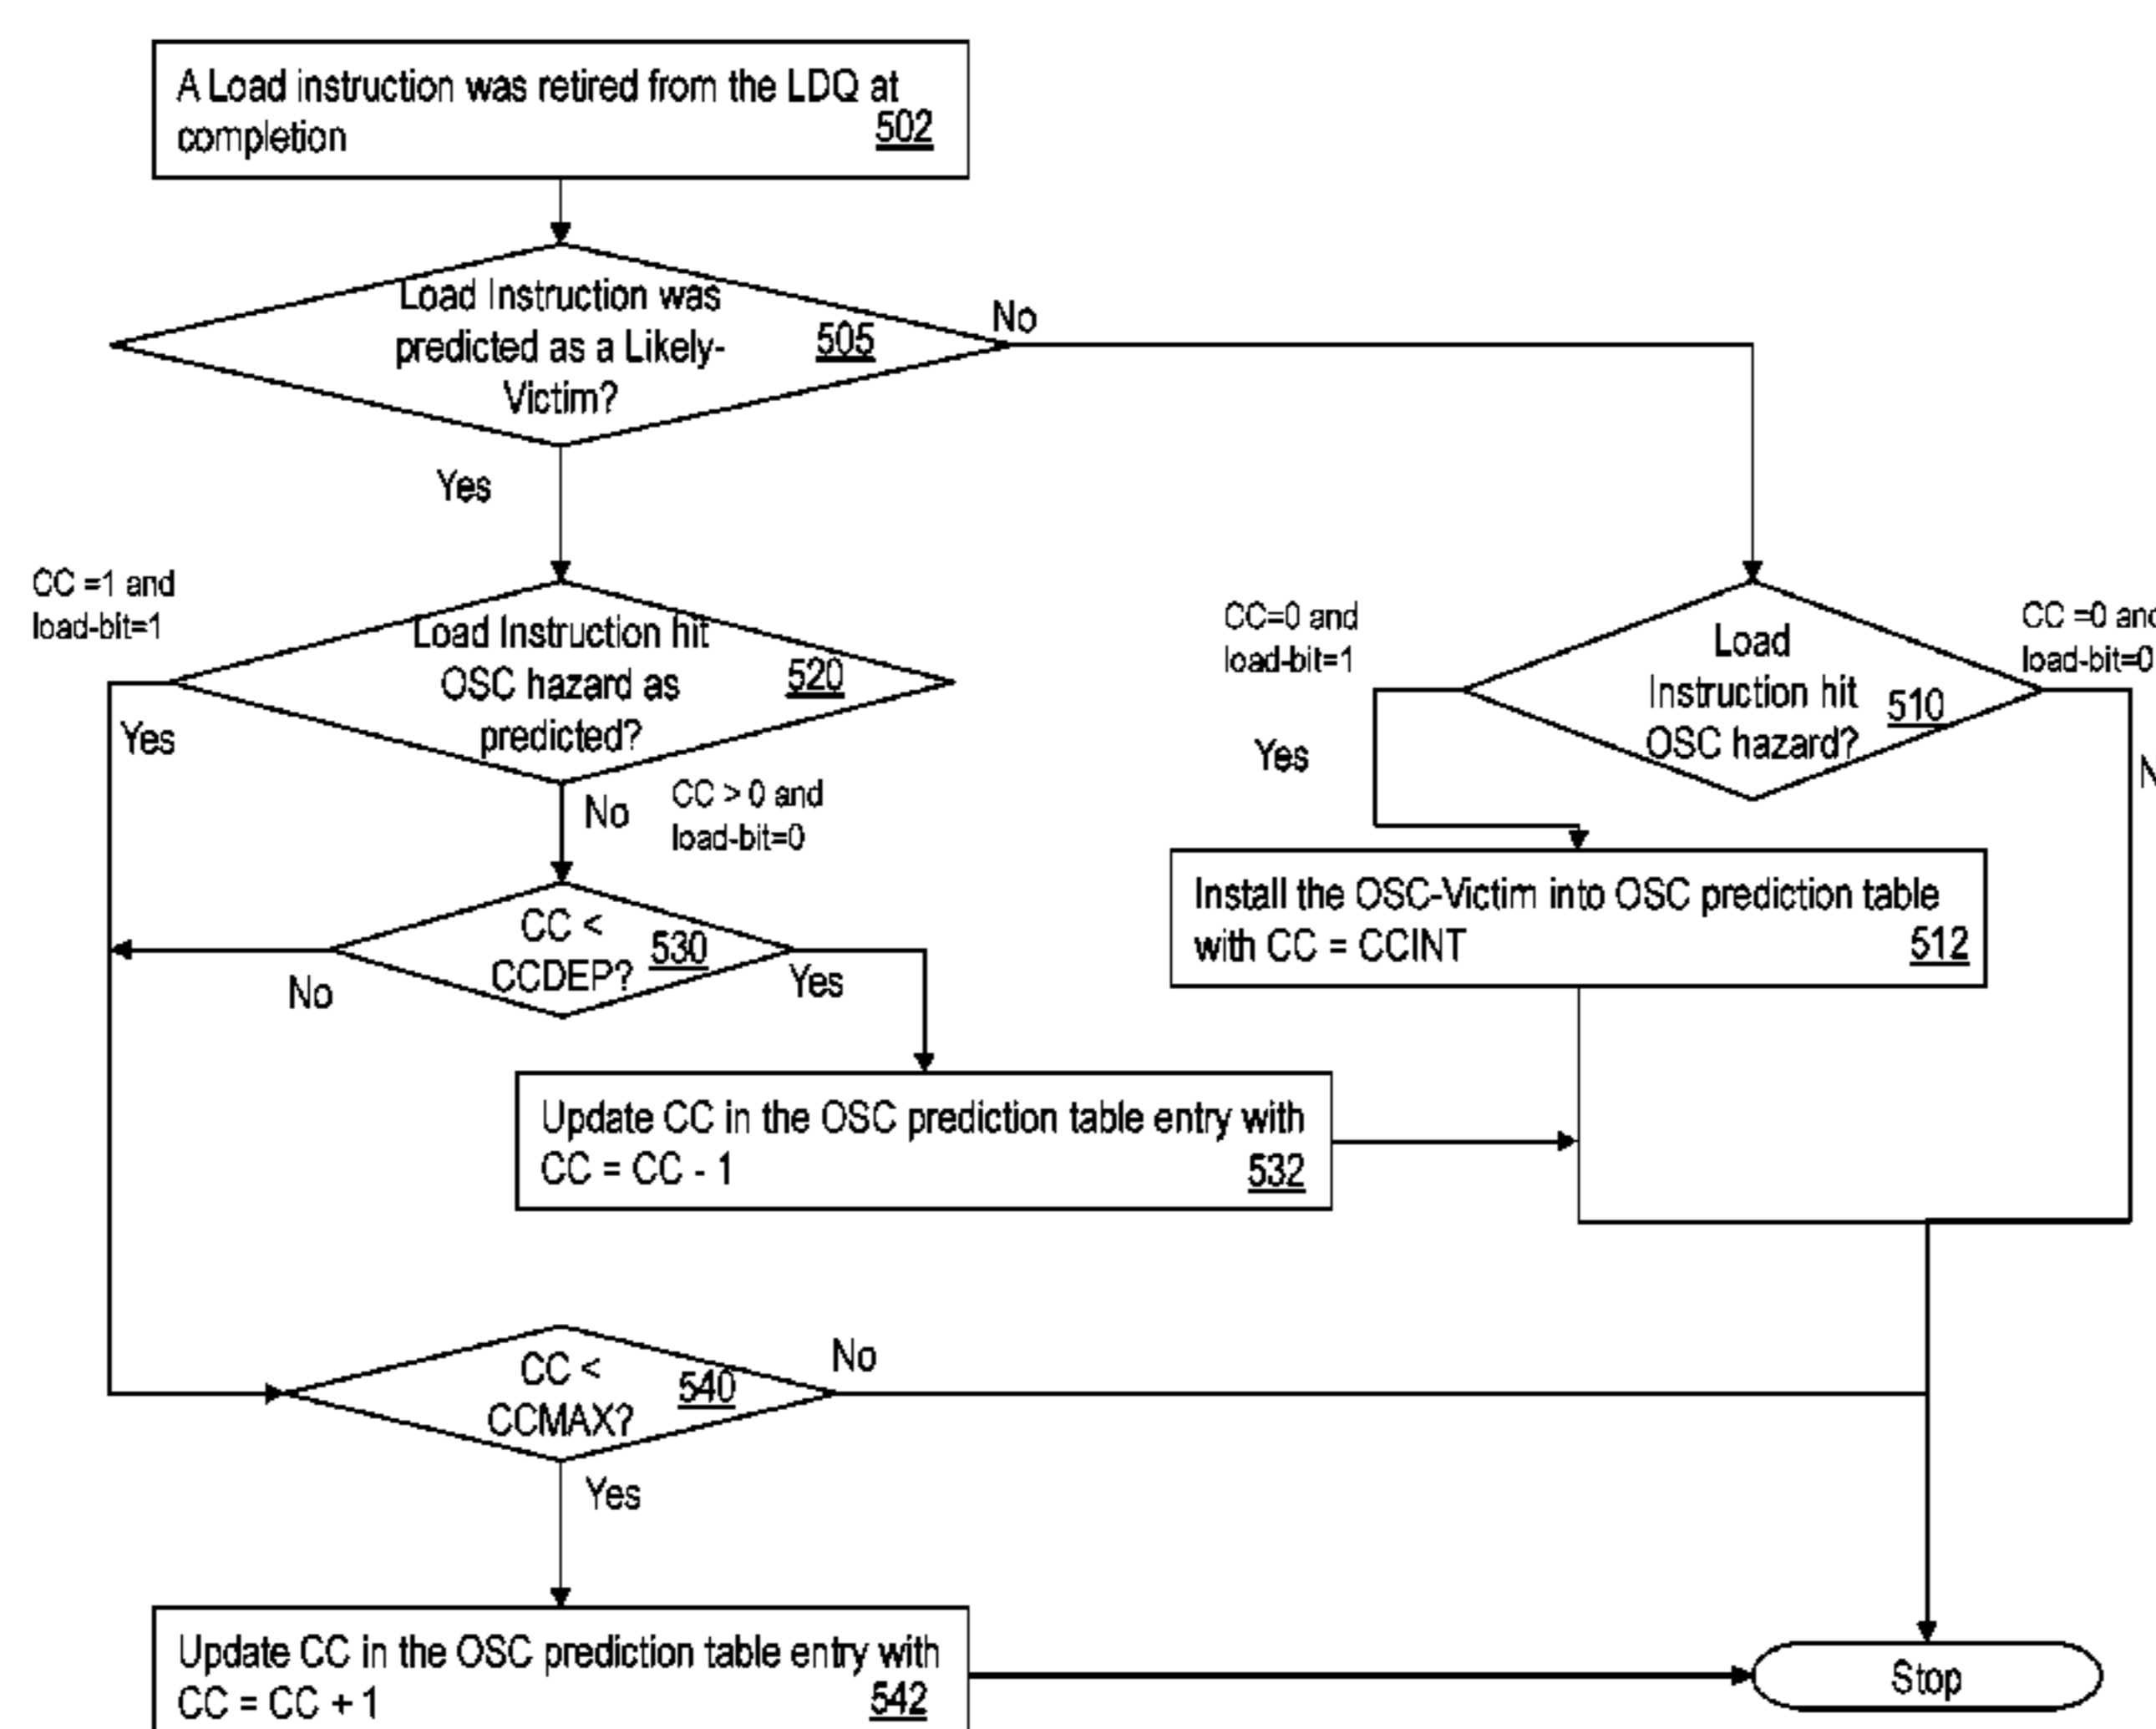 A Load instruction was retired from the LDQ at
completion
502
Load Instruction was
predicted as a Likely-
Victim?
505
No
Yes
CC =1 and
load-bit=1
Load Instruction hit
OSC hazard as
predicted?
520
Yes
No
CC > 0 and
load-bit=0
CC=0 and
load-bit=1
Load
Instruction hit
OSC hazard?
510
CC =0 and
load-bit=0
Yes
Install the OSC-Victim into OSC prediction table
with CC = CCINT
512
CC <
CCDEP?
530
No
Yes
Update CC in the OSC prediction table entry with
CC = CC - 1
532
CC <
CCMAX?
540
No
Yes
Update CC in the OSC prediction table entry with
CC = CC + 1
542
Stop